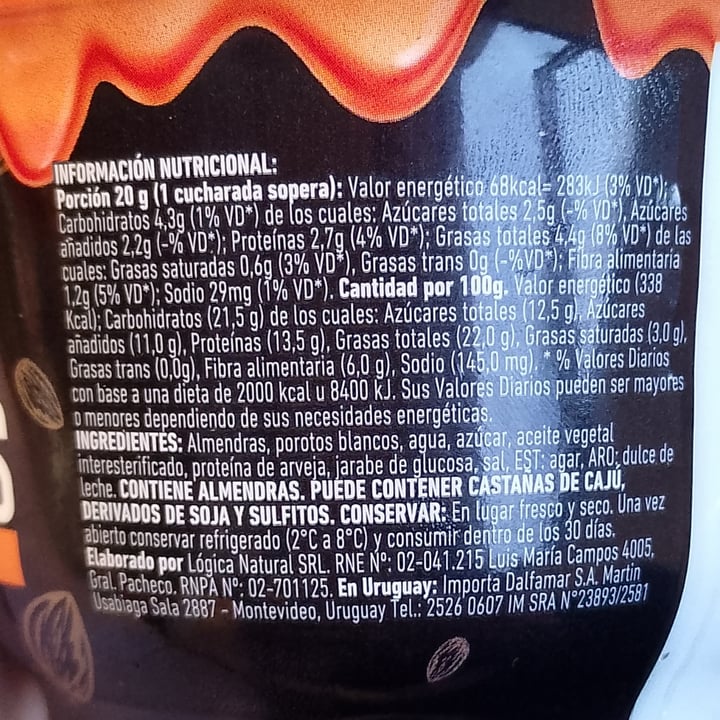 INFORMACIÓN NUTRICIONAL:
Porción 20 g (1 cucharada sopera): Valor energético 68kcal= 283kJ (3% VD*);
Carbohidratos 4,3g (1% VD*) de los cuales: Azúcares totales 2,5g (-% VD*), Azúcares
añadidos 2,2g (-% VD*); Proteínas 2,7g (4% VD*); Grasas totales 4,4g (8% VD*) de las
cuales: Grasas saturadas 0,6g (3% VD*), Grasas trans 0g (-%VD*); Fibra alimentaria
1,2g (5% VD*); Sodio 29mg (1% VD*). Cantidad por 100g. Valor energético (338
Kcal); Carbohidratos (21,5 g) de los cuales: Azúcares totales (12,5 g), Azúcares
añadidos (11,0 g), Proteínas (13,5 g), Grasas totales (22,0 g), Grasas saturadas (3,0 g),
Grasas trans (0,0g), Fibra alimentaria (6,0 g), Sodio (145,0 mg). * % Valores Diarios
con base a una dieta de 2000 kcal u 8400 kJ. Sus Valores Diarios pueden ser mayores
o menores dependiendo de sus necesidades energéticas.
INGREDIENTES: Almendras, porotos blancos, agua, azúcar, aceite vegetal
interesterificado, proteína de arveja, jarabe de glucosa, sal, EST: agar, ARO: dulce de
leche. CONTIENE ALMENDRAS. PUEDE CONTENER CASTAÑAS DE CAJÚ,
DERIVADOS DE SOJA Y SULFITOS. CONSERVAR: En lugar fresco y seco. Una vez
abierto conservar refrigerado (2°C a 8°C) y consumir dentro de los 30 días.
Elaborado por Lógica Natural SRL. RNE Nº: 02-041.215 Luis María Campos 4005,
Gral. Pacheco. RNPA Nº: 02-701125. En Uruguay: Importa Dalfamar S.A. Martin
Usabiaga Sala 2887 - Montevideo, Uruguay Tel.: 2526 0607 IM SRA N°23893/2581